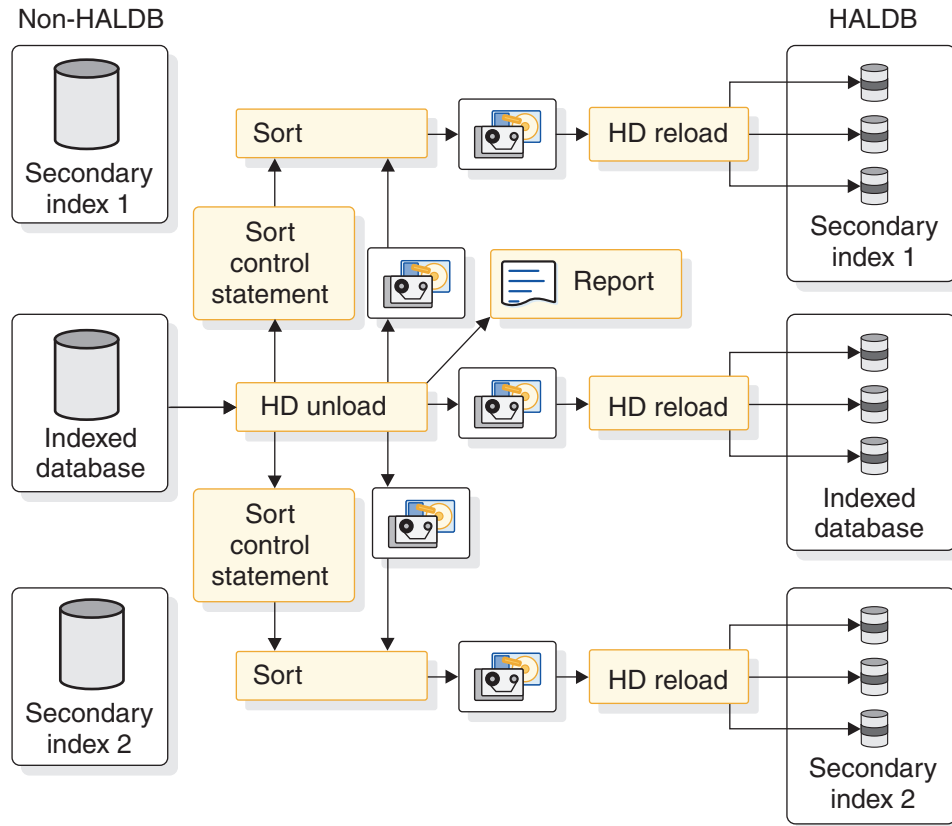 Non-HALDB
HALDB
Secondary
index 1
Sort
HD reload
Secondary
index 1
Sort
control
statement
Report
Indexed
database
HD unload
HD reload
Indexed
database
Sort
control
statement
Secondary
index 2
Sort
HD reload
Secondary
index 2